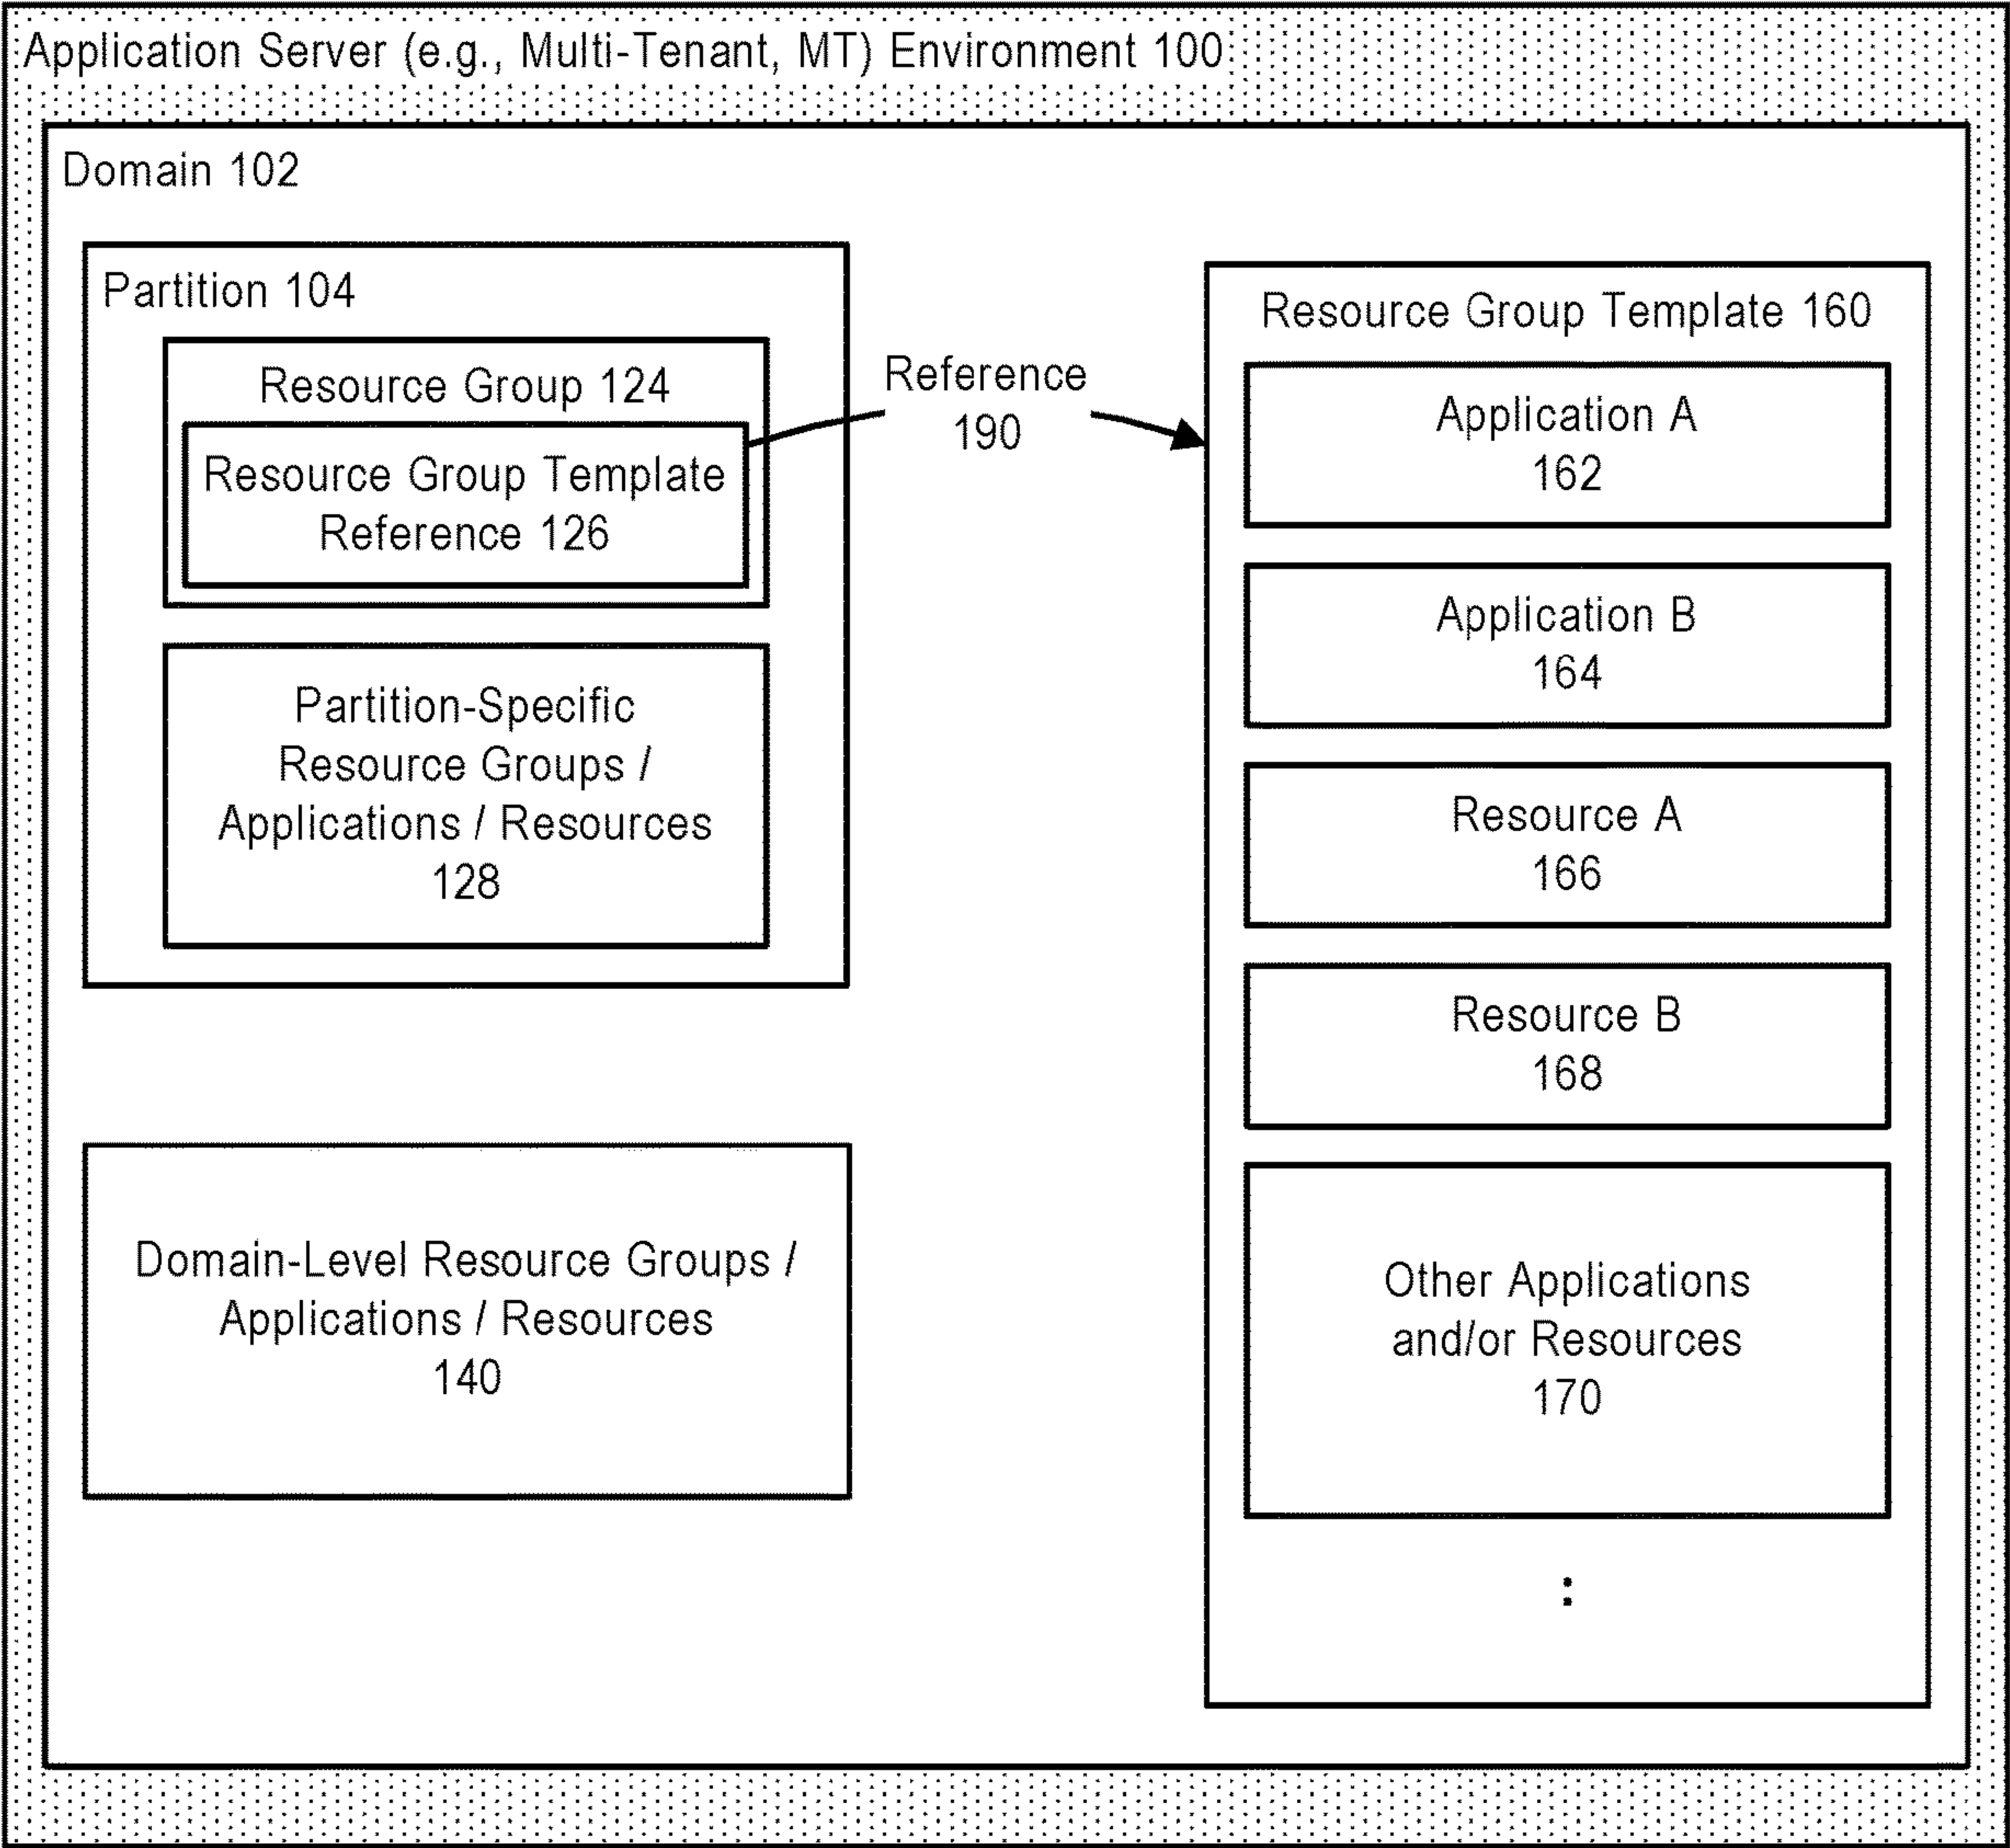 Application Server (e.g., Multi-Tenant, MT) Environment 100
Domain 102
Partition 104
Resource Group 124
Resource Group Template
Reference 126
Partition-Specific
Resource Groups /
Applications / Resources
128
Domain-Level Resource Groups /
Applications / Resources
140
Reference
190
Resource Group Template 160
Application A
162
Application B
164
Resource A
166
Resource B
168
Other Applications
and/or Resources
170
: